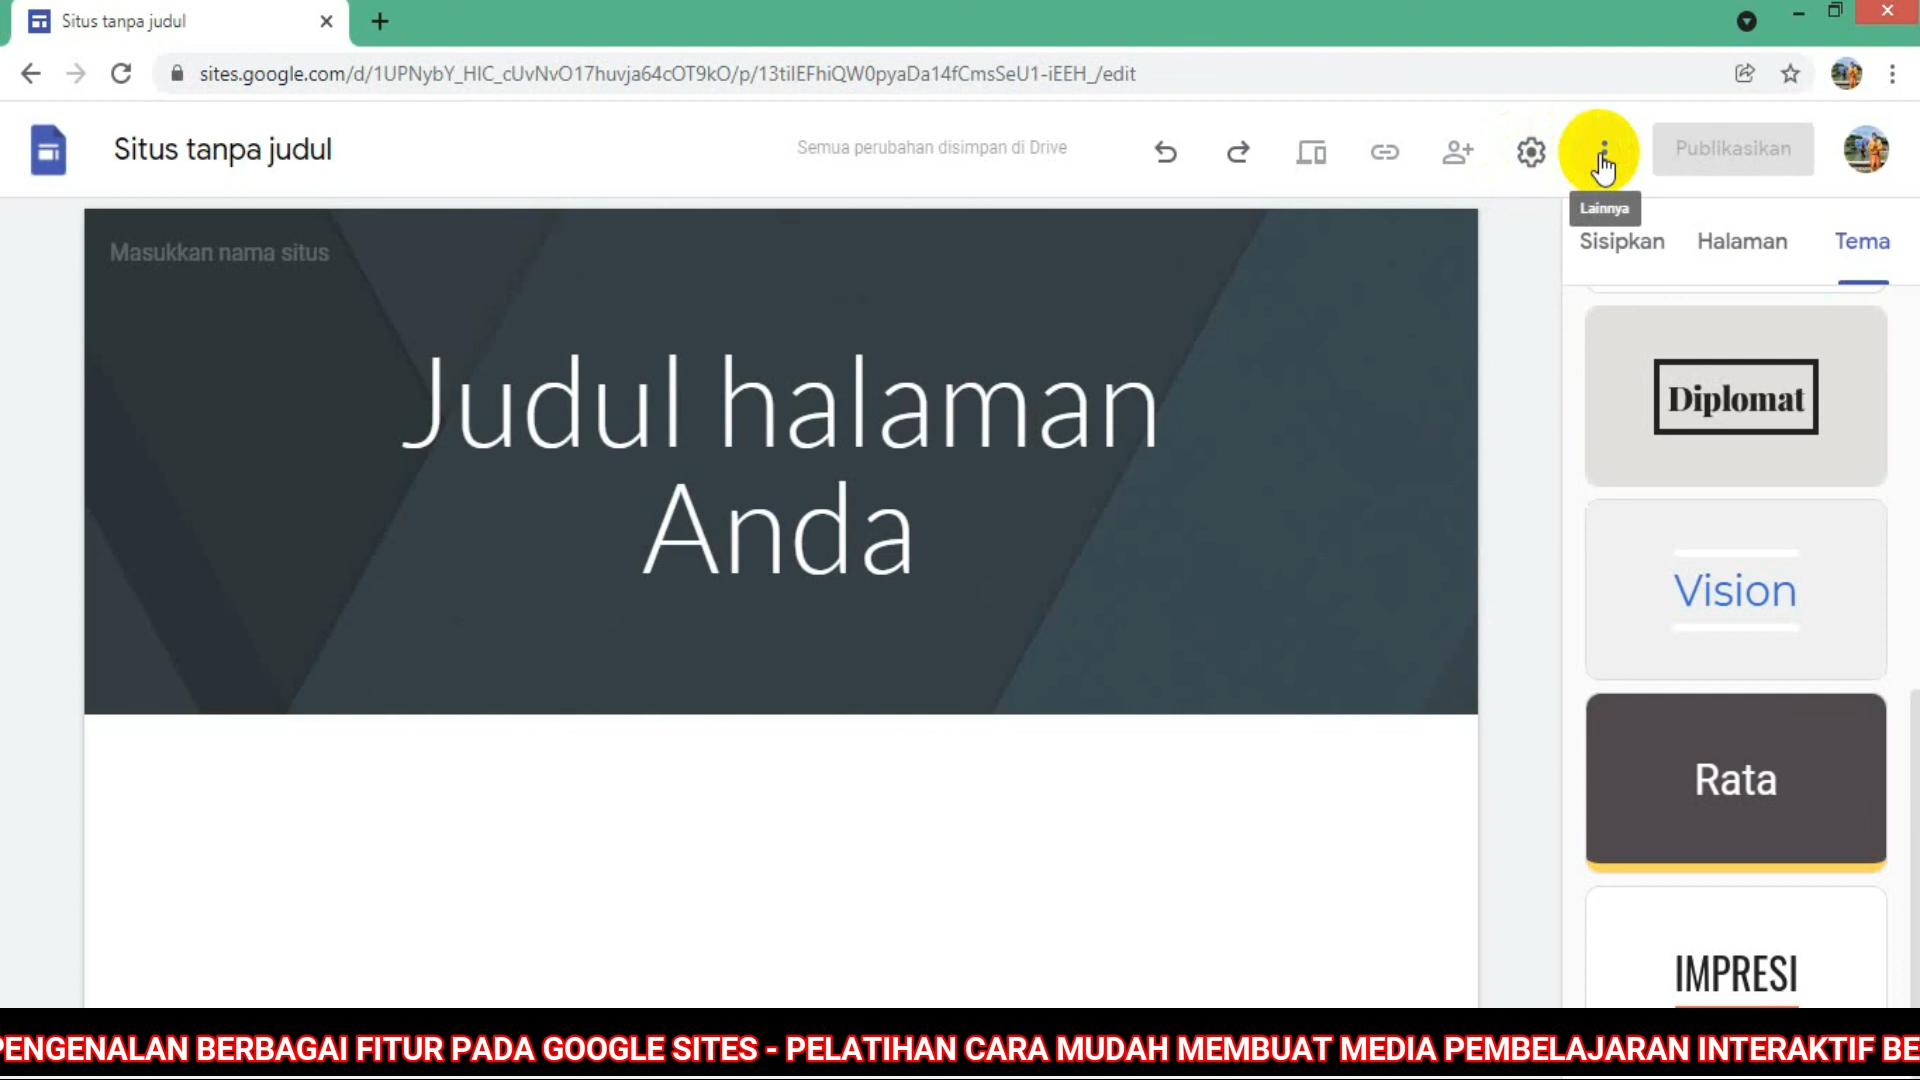 Situs tanpa judul
sites.google.com/d/1UPNybY_HIC_cUvNvO17huvja64cOT9kO/p/13tiIEFhiQW0pyaDa14fCmsSeU1-iEEH_/edit
Situs tanpa judul
Semua perubahan disimpan di Drive
Publikasikan
Lainnya
Sisipkan
Halaman
Tema
Masukkan nama situs
Judul halaman
Anda
Diplomat
Vision
Rata
IMPRESI
PENGENALAN BERBAGAI FITUR PADA GOOGLE SITES - PELATIHAN CARA MUDAH MEMBUAT MEDIA PEMBELAJARAN INTERAKTIF BE